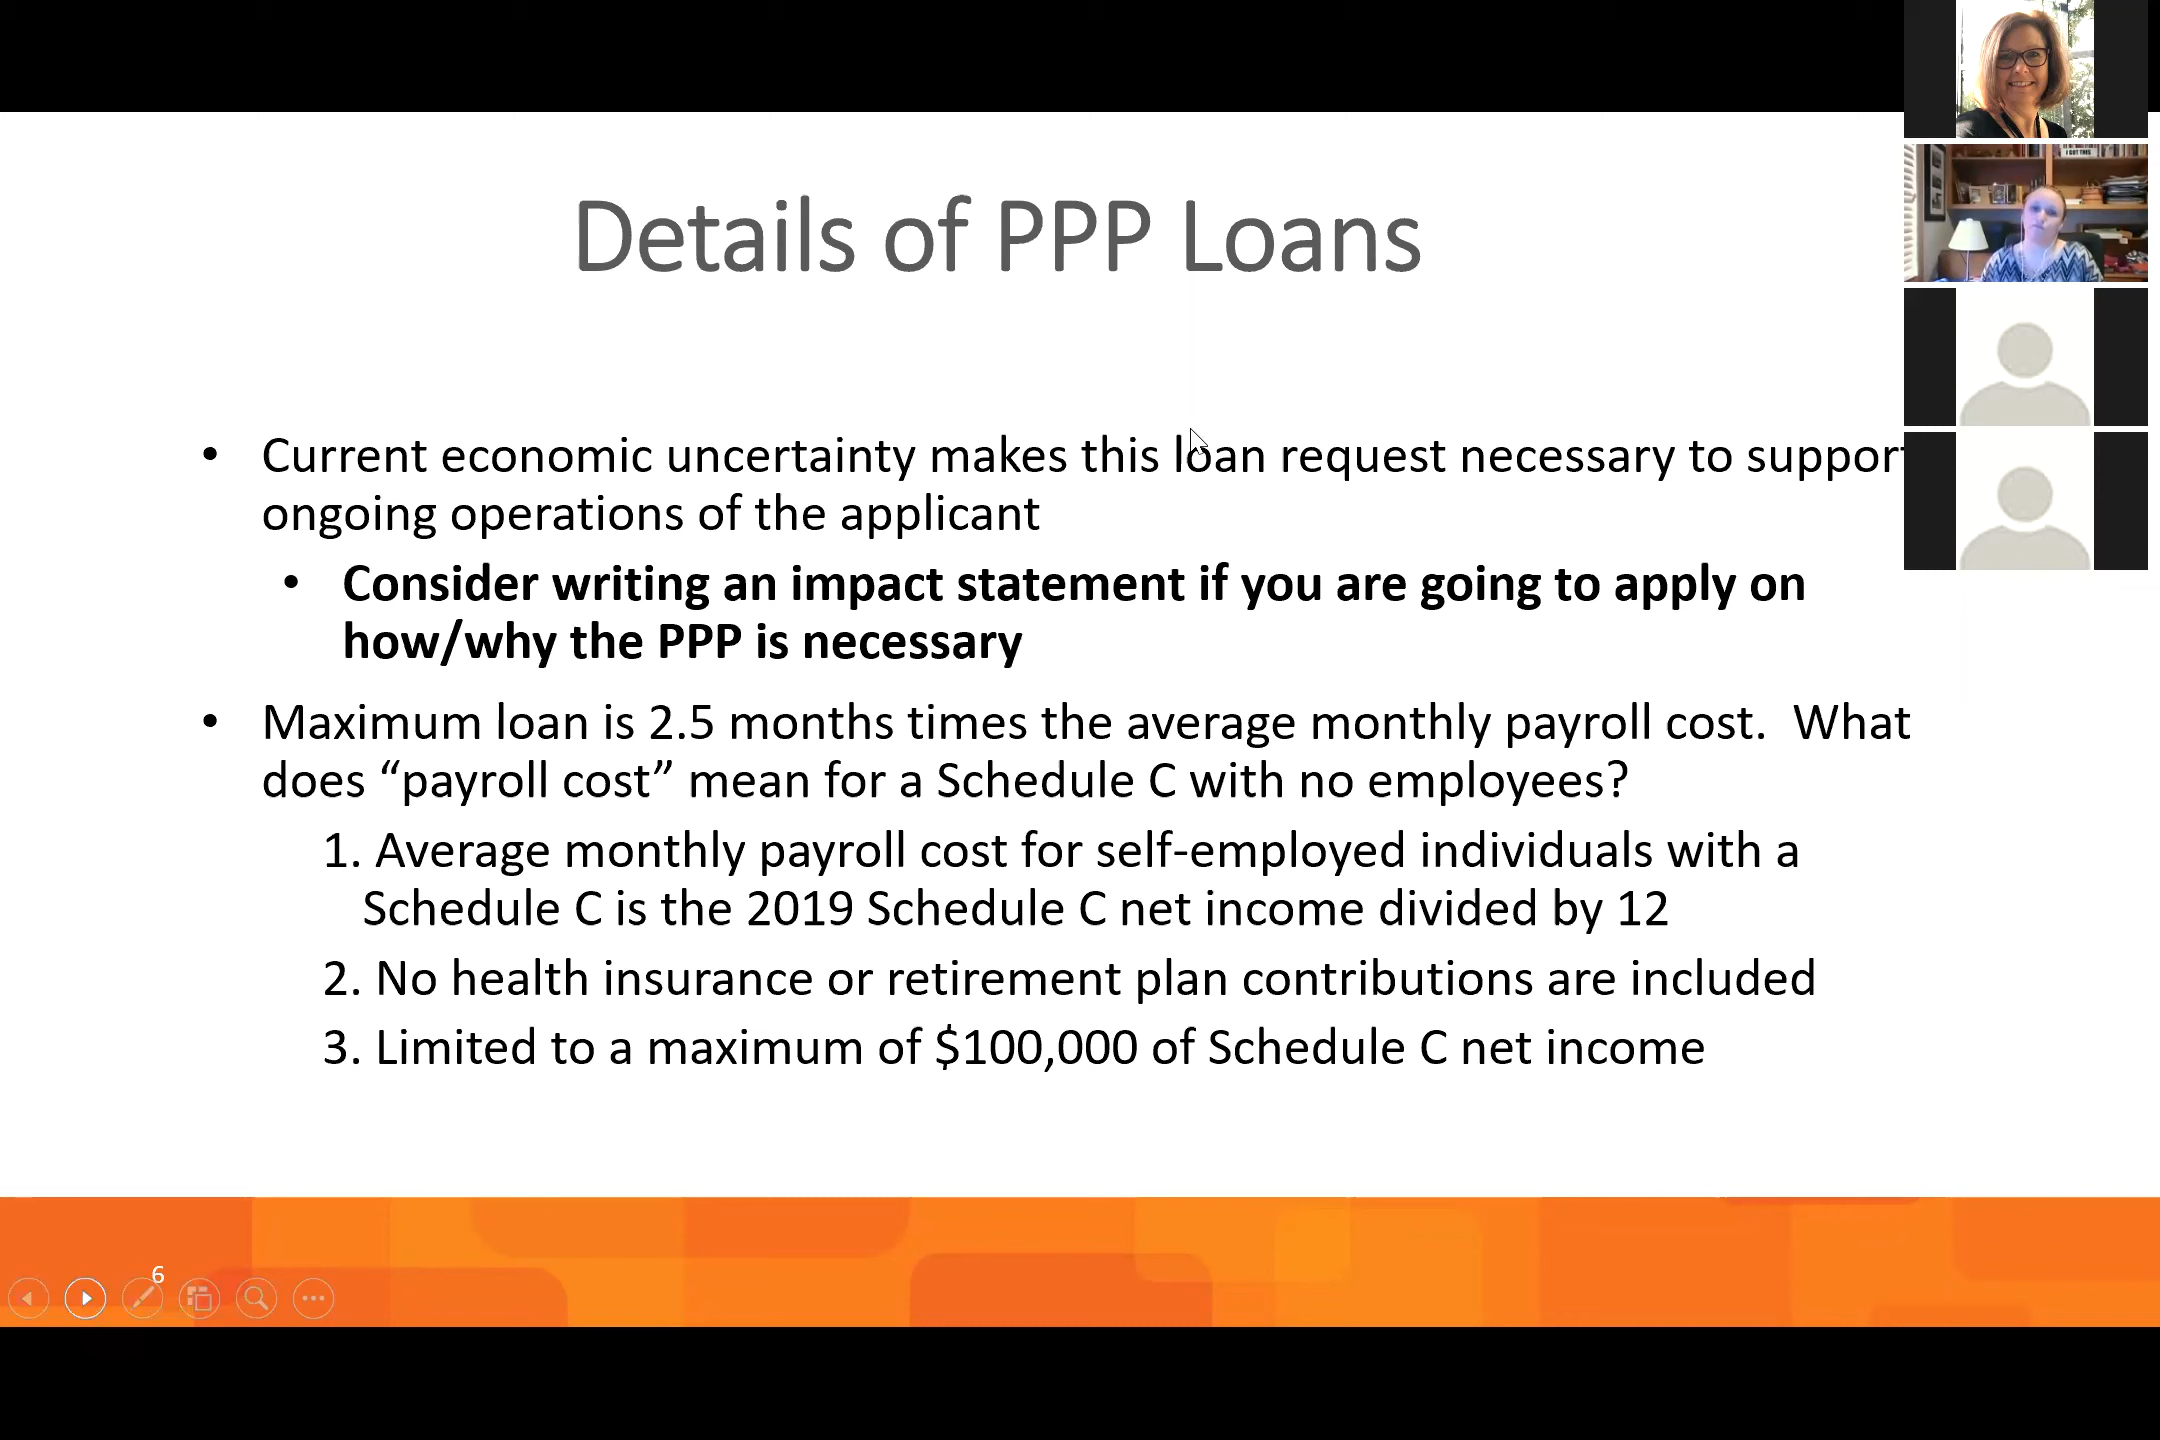 I GOT THIS
Details of PPP Loans
• Current economic uncertainty makes this loan request necessary to support
ongoing operations of the applicant
• Consider writing an impact statement if you are going to apply on
how/why the PPP is necessary
• Maximum loan is 2.5 months times the average monthly payroll cost.  What
does “payroll cost” mean for a Schedule C with no employees?
1. Average monthly payroll cost for self-employed individuals with a
Schedule C is the 2019 Schedule C net income divided by 12
2. No health insurance or retirement plan contributions are included
3. Limited to a maximum of $100,000 of Schedule C net income
6